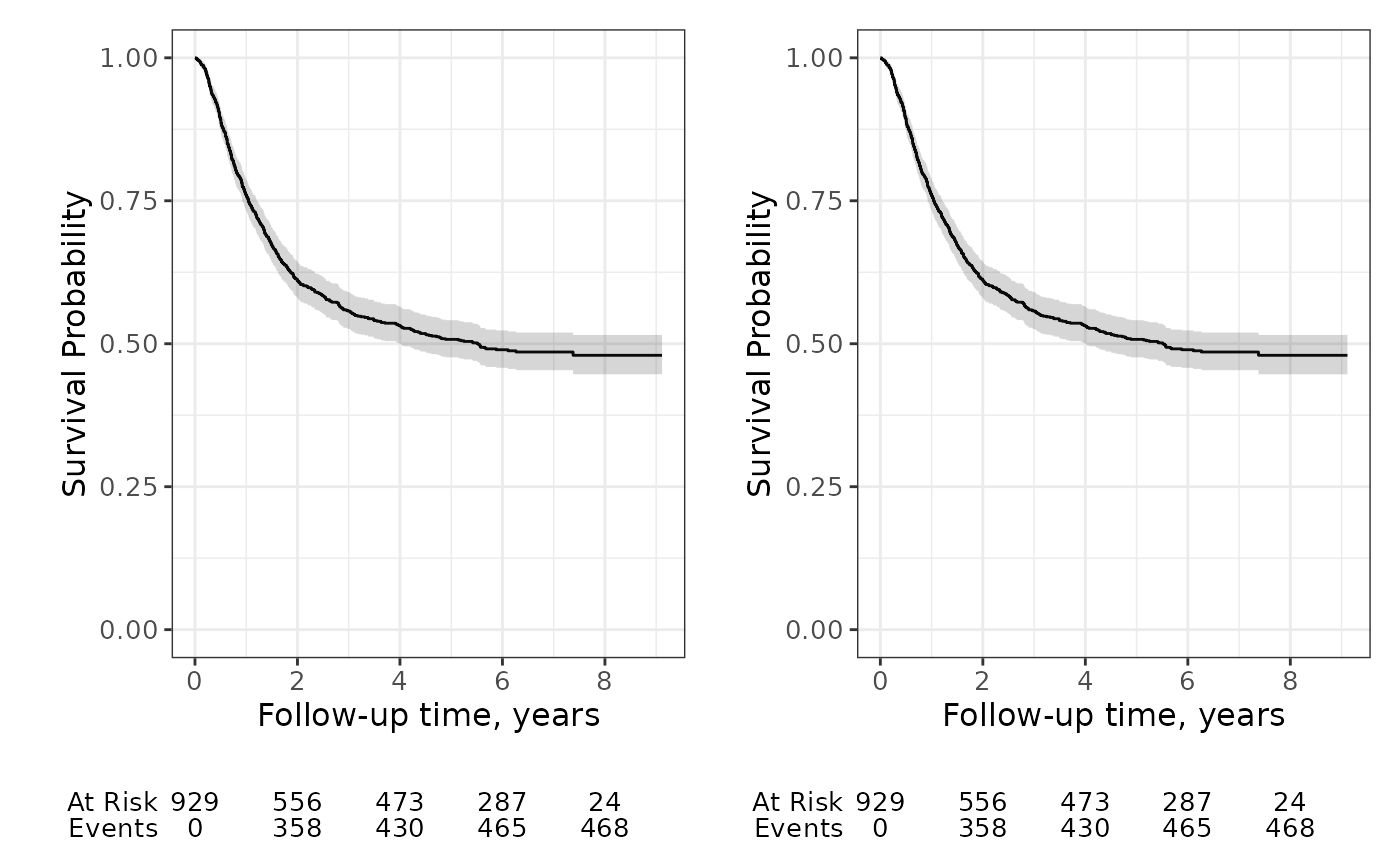 1.00
0.75
0.50
0.25
0.00
Survival Probability
0 2 4 6 8
Follow-up time, years
At Risk 929 556 473 287 24
Events 0 358 430 465 468
1.00
0.75
0.50
0.25
0.00
Survival Probability
0 2 4 6 8
Follow-up time, years
At Risk 929 556 473 287 24
Events 0 358 430 465 468